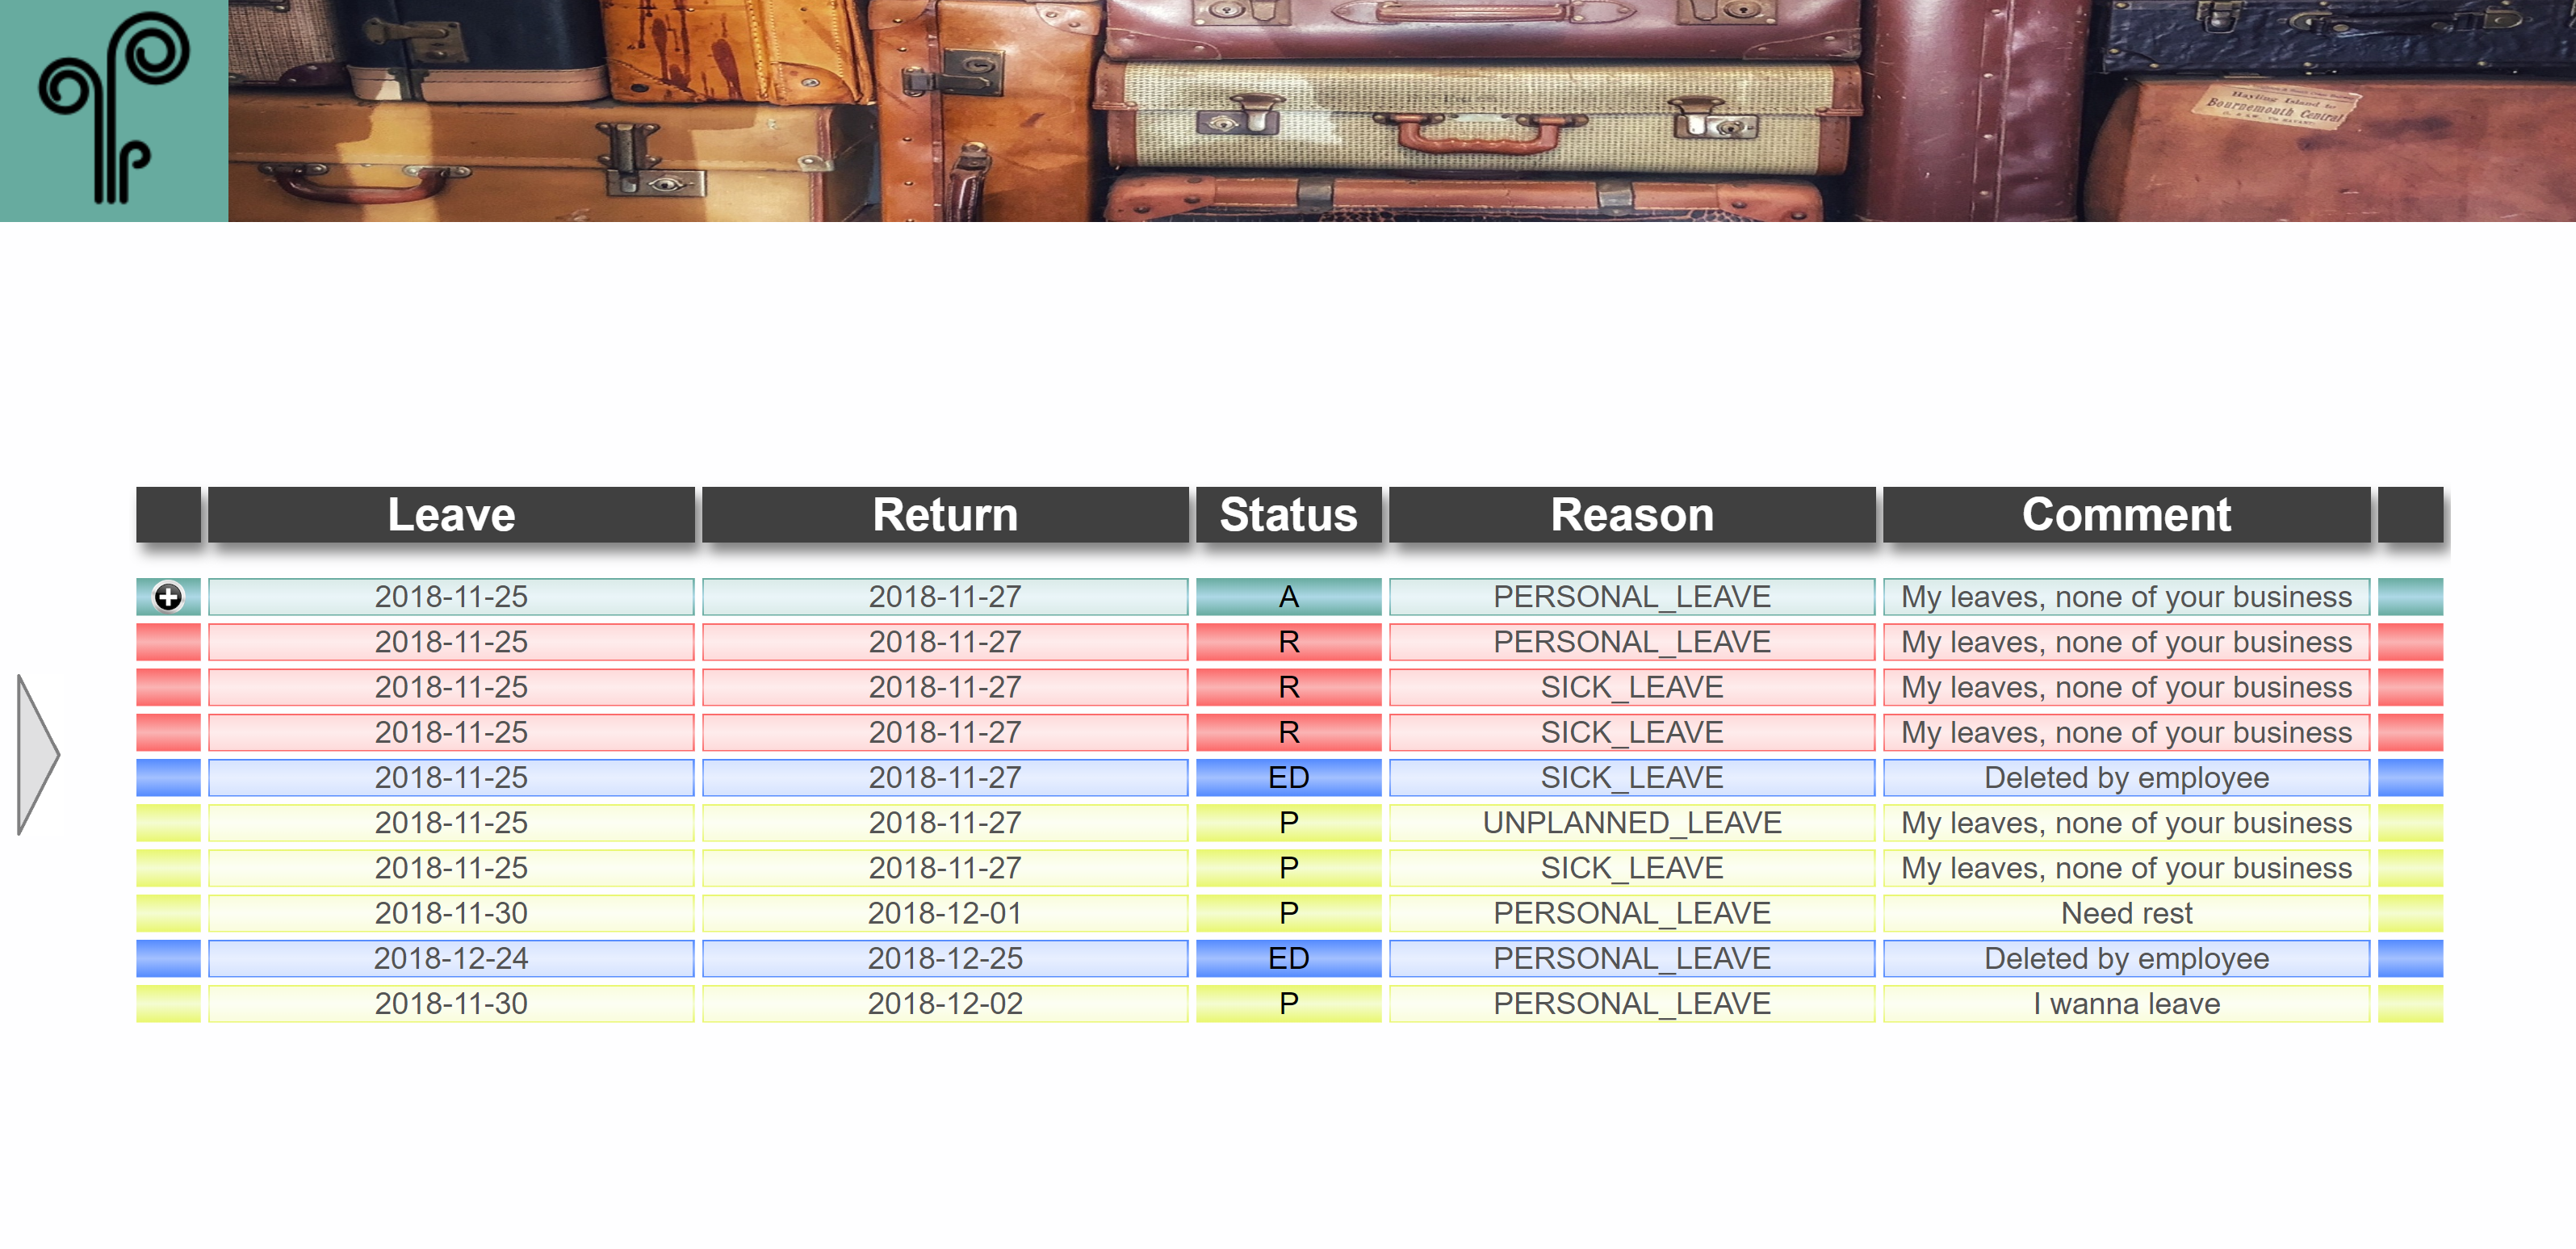 Hayling Island to
Bournemouth Central
Leave Return Status Reason Comment
2018-11-25 2018-11-27 A PERSONAL_LEAVE My leaves, none of your business
2018-11-25 2018-11-27 R PERSONAL_LEAVE My leaves, none of your business
2018-11-25 2018-11-27 R SICK_LEAVE My leaves, none of your business
2018-11-25 2018-11-27 R SICK_LEAVE My leaves, none of your business
2018-11-25 2018-11-27 ED SICK_LEAVE Deleted by employee
2018-11-25 2018-11-27 P UNPLANNED_LEAVE My leaves, none of your business
2018-11-25 2018-11-27 P SICK_LEAVE My leaves, none of your business
2018-11-30 2018-12-01 P PERSONAL_LEAVE Need rest
2018-12-24 2018-12-25 ED PERSONAL_LEAVE Deleted by employee
2018-11-30 2018-12-02 P PERSONAL_LEAVE I wanna leave